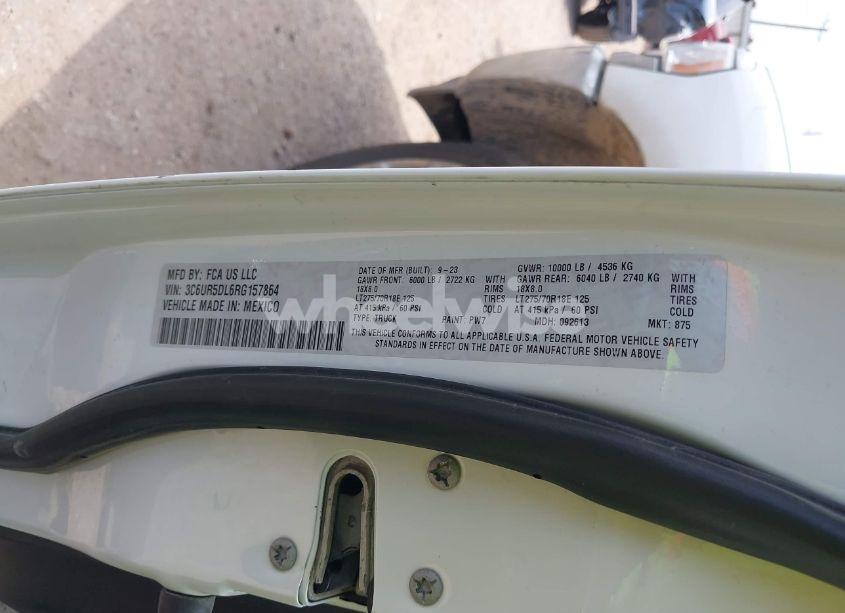 MFD BY: FCA US LLC
VIN: 3C6UR5DL6RG157864
VEHICLE MADE IN: MEXICO
DATE OF MFR (BUILT): 9-23
GVWR: 10000 LB / 4536 KG
GAWR FRONT: 6000 LB / 2722 KG WITH
GAWR REAR: 6040 LB / 2740 KG WITH
18X8.0 RIMS
18X8.0 RIMS
LT275/70R18E 125 TIRES
LT275/70R18E 125 TIRES
AT 415 kPa / 60 PSI COLD
AT 415 kPa / 60 PSI COLD
TYPE: TRUCK PAINT: PW7 MDH: 092613 MKT: 875
THIS VEHICLE CONFORMS TO ALL APPLICABLE U.S.A. FEDERAL MOTOR VEHICLE SAFETY
STANDARDS IN EFFECT ON THE DATE OF MANUFACTURE SHOWN ABOVE.